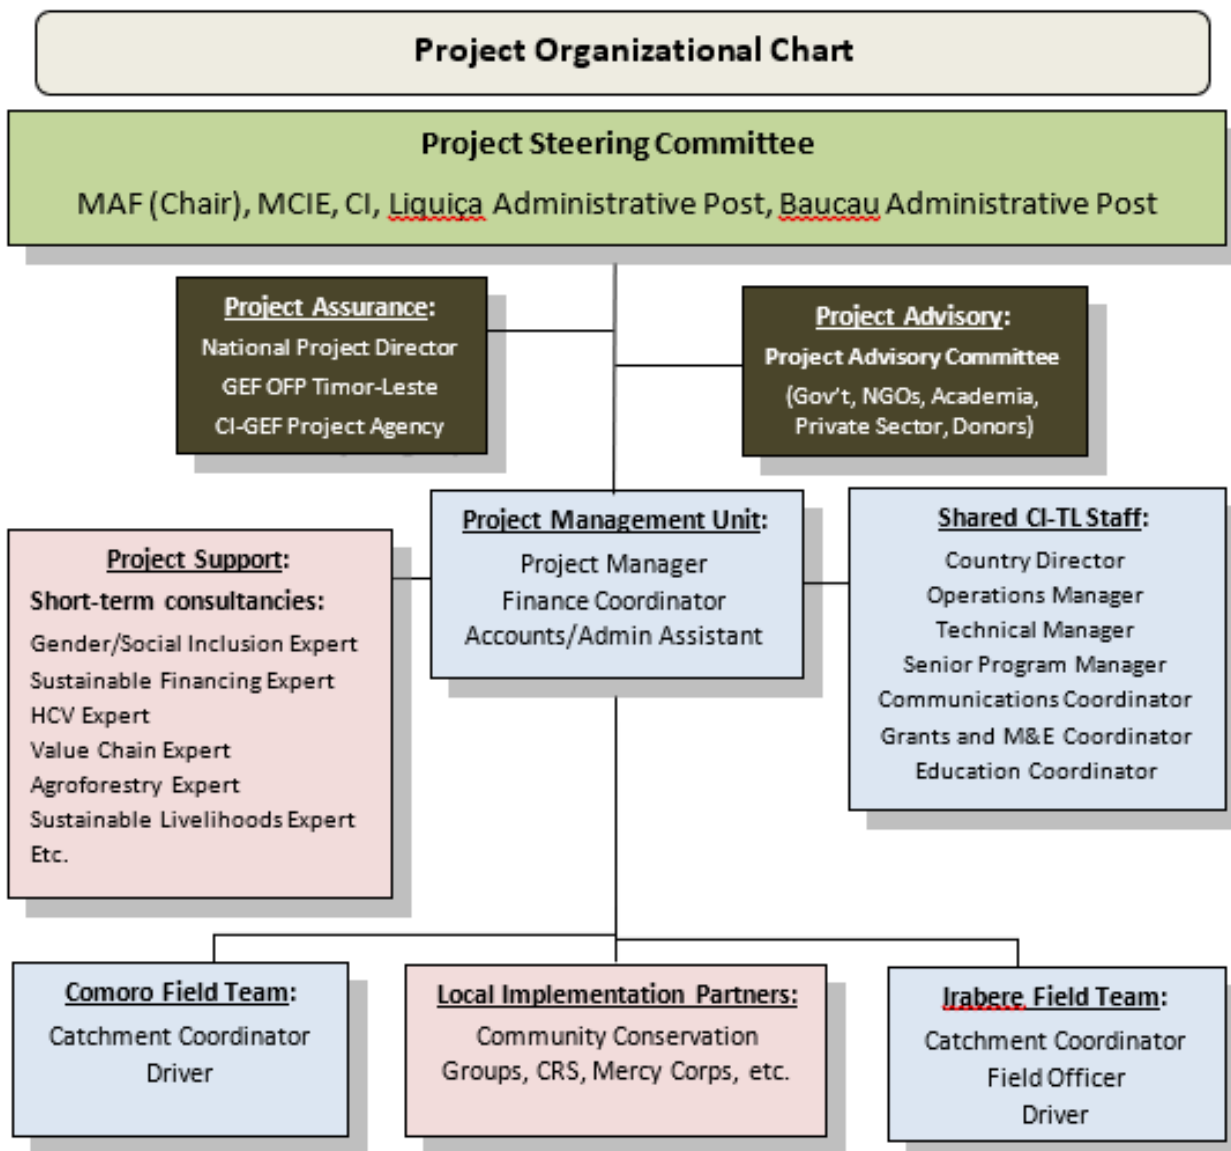 Project Organizational Chart
Project Steering Committee
MAF (Chair), MCIE, CI, Liquiça Administrative Post, Baucau Administrative Post
Project Assurance:
National Project Director
GEF OFP Timor-Leste
CI-GEF Project Agency
Project Advisory:
Project Advisory Committee
(Gov't, NGOs, Academia,
Private Sector, Donors)
Project Support:
Short-term consultancies:
Gender/Social Inclusion Expert
Sustainable Financing Expert
HCV Expert
Value Chain Expert
Agroforestry Expert
Sustainable Livelihoods Expert
Etc.
Project Management Unit:
Project Manager
Finance Coordinator
Accounts/Admin Assistant
Shared CI-TL Staff:
Country Director
Operations Manager
Technical Manager
Senior Program Manager
Communications Coordinator
Grants and M&E Coordinator
Education Coordinator
Comoro Field Team:
Catchment Coordinator
Driver
Local Implementation Partners:
Community Conservation
Groups, CRS, Mercy Corps, etc.
Irabere Field Team:
Catchment Coordinator
Field Officer
Driver